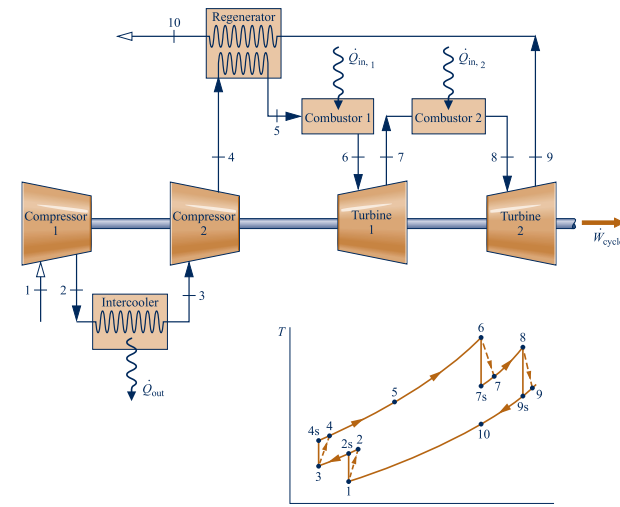 10
Regenerator
Q̇in, 1
Q̇in, 2
5
Combustor 1
Combustor 2
4
6
7
8
9
Compressor
1
Compressor
2
Turbine
1
Turbine
2
Ẇcycle
1
2
3
Intercooler
Q̇out
T
6
8
5
7
7s
9
9s
10
4s
4
2s
2
3
1